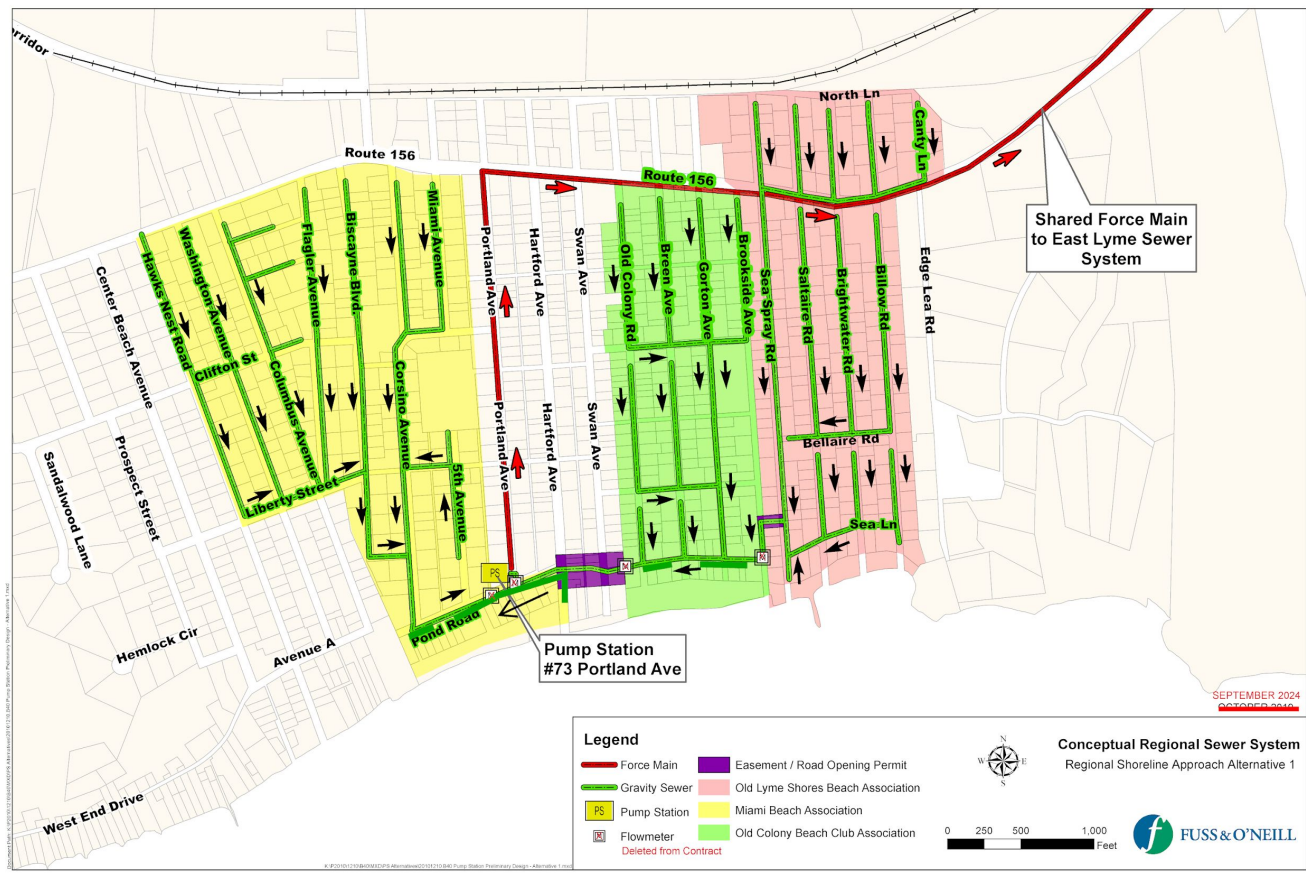 orridor
North Ln
Canty Ln
Route 156
Route 156
Shared Force Main
to East Lyme Sewer
System
Hawks Nest Road
Washington Avenue
Flagler Avenue
Biscayne Blvd.
Miami Avenue
Portland Ave
Hartford Ave
Swan Ave
Old Colony Rd
Breen Ave
Gorton Ave
Brookside Ave
Sea Spray Rd
Saltaire Rd
Brightwater Rd
Billow Rd
Edge Lea Rd
Center Beach Avenue
Clifton St
Columbus Avenue
Corsino Avenue
Portland Ave
Hartford Ave
Swan Ave
Bellaire Rd
Sandalwood Lane
Prospect Street
Liberty Street
5th Avenue
Sea Ln
PS
M
M
M
M
Pond Road
Hemlock Cir
Avenue A
Pump Station
#73 Portland Ave
West End Drive
SEPTEMBER 2024
OCTOBER 2019
Legend
Force Main
Gravity Sewer
PS Pump Station
M Flowmeter
Deleted from Contract
Easement / Road Opening Permit
Old Lyme Shores Beach Association
Miami Beach Association
Old Colony Beach Club Association
N
W E
S
Conceptual Regional Sewer System
Regional Shoreline Approach Alternative 1
0 250 500 1,000
Feet
f FUSS & O'NEILL